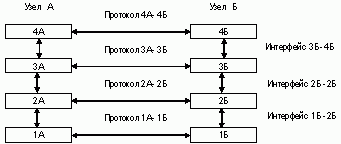 Узел А Узел Б
Протокол 4А- 4Б
4А 4Б
Интерфейс 3Б- 4Б
Протокол 3А- 3Б
3А 3Б
Интерфейс 2Б - 2Б
Протокол 2А- 2Б
2А 2Б
Интерфейс 1Б - 2Б
Протокол 1А- 1Б
1А 1Б